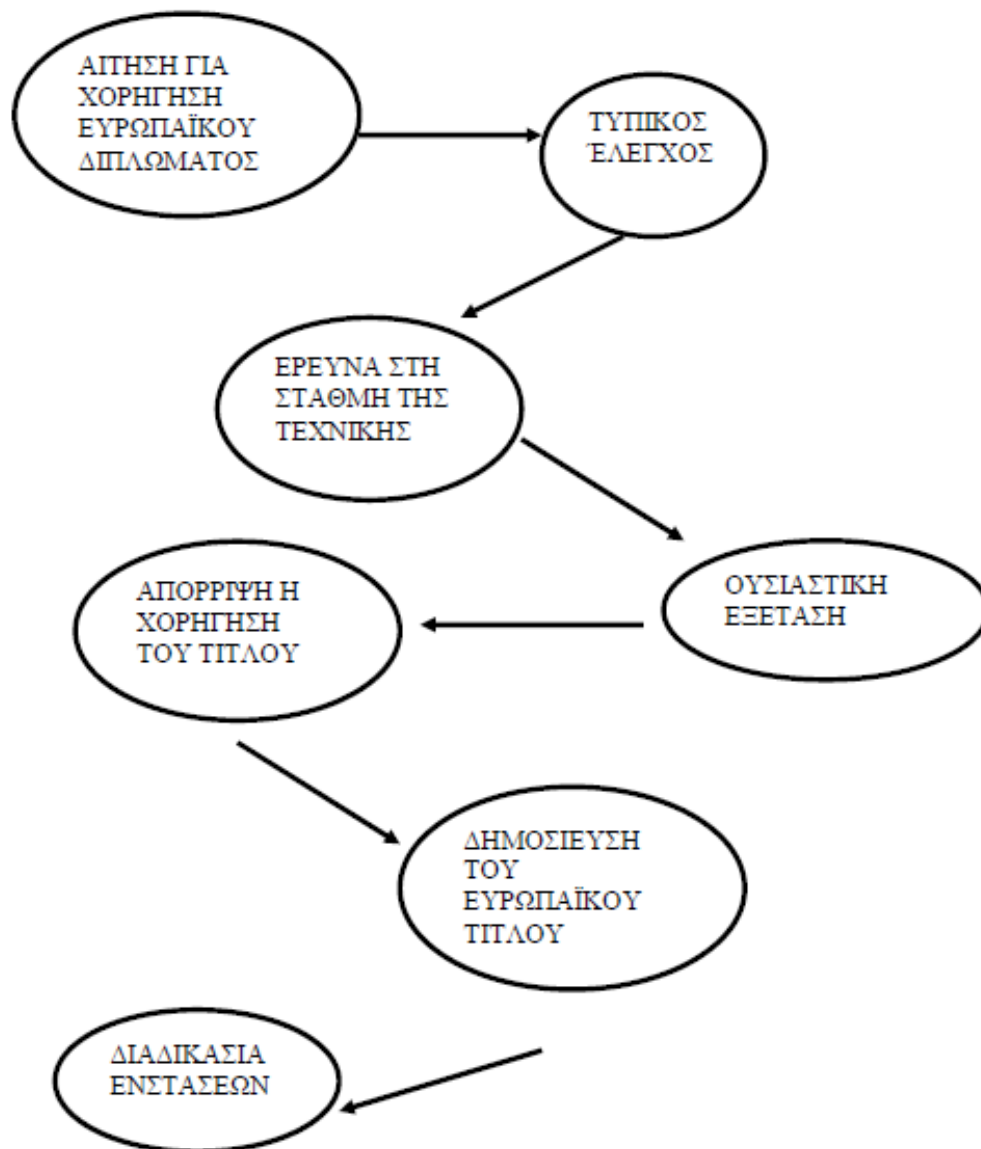 ΑΙΤΗΣΗ ΓΙΑ
ΧΟΡΗΓΗΣΗ
ΕΥΡΩΠΑΪΚΟΥ
ΔΙΠΛΩΜΑΤΟΣ
ΤΥΠΙΚΟΣ
ΈΛΕΓΧΟΣ
ΕΡΕΥΝΑ ΣΤΗ
ΣΤΑΘΜΗ ΤΗΣ
ΤΕΧΝΙΚΗΣ
ΟΥΣΙΑΣΤΙΚΗ
ΕΞΕΤΑΣΗ
ΑΠΟΡΡΙΨΗ Η
ΧΟΡΗΓΗΣΗ
ΤΟΥ ΤΙΤΛΟΥ
ΔΗΜΟΣΙΕΥΣΗ
ΤΟΥ
ΕΥΡΩΠΑΪΚΟΥ
ΤΙΤΛΟΥ
ΔΙΑΔΙΚΑΣΙΑ
ΕΝΣΤΑΣΕΩΝ